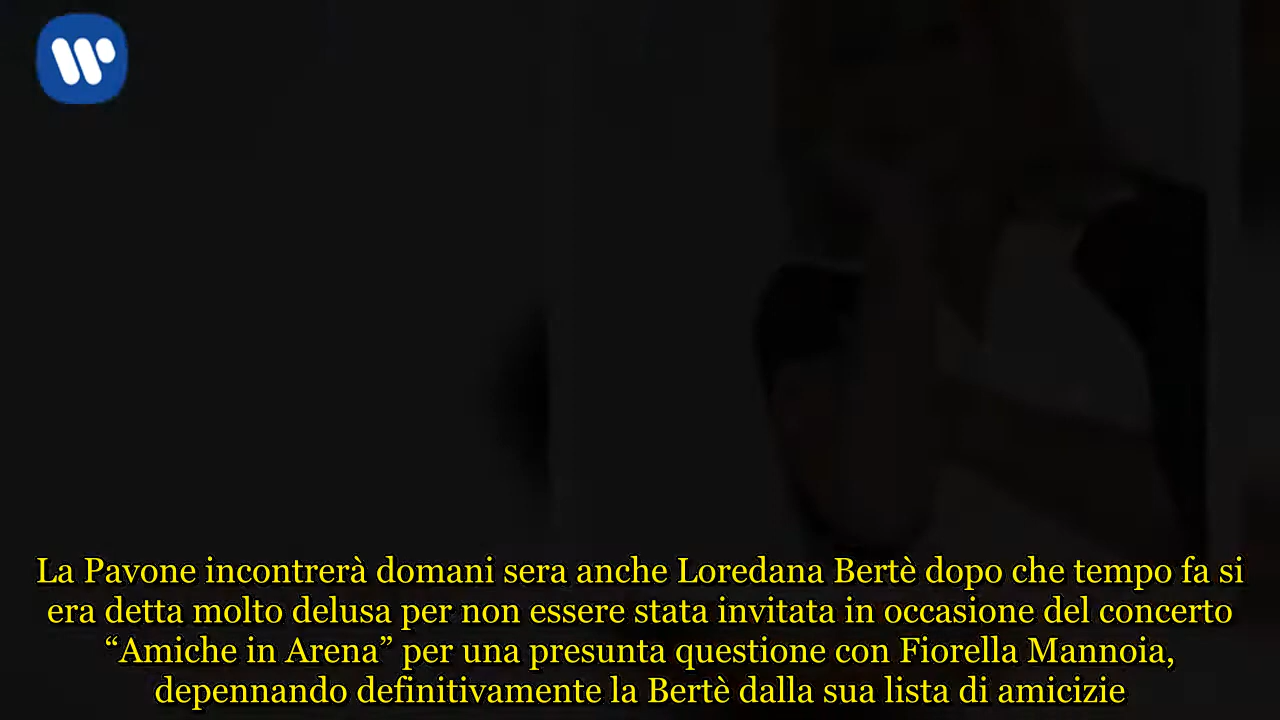 La Pavone incontrerà domani sera anche Loredana Bertè dopo che tempo fa si
era detta molto delusa per non essere stata invitata in occasione del concerto
“Amiche in Arena” per una presunta questione con Fiorella Mannoia,
depennando definitivamente la Bertè dalla sua lista di amicizie